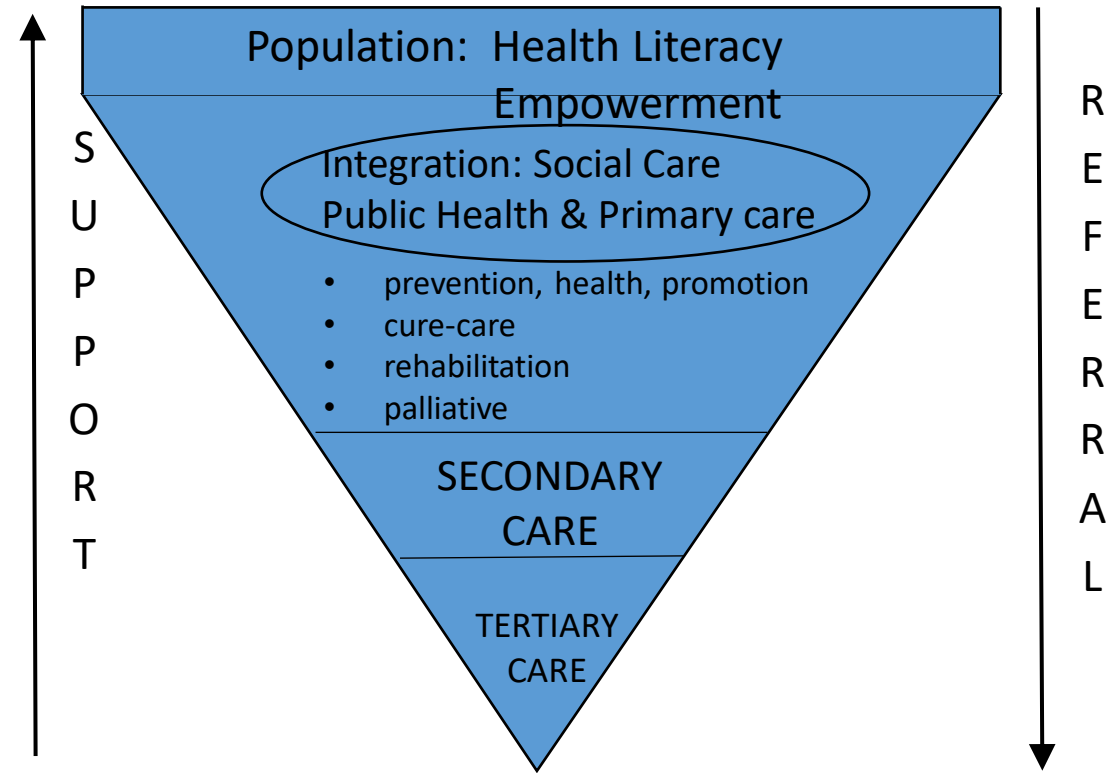 Population: Health Literacy
Empowerment
Integration: Social Care
Public Health & Primary care
• prevention, health, promotion
• cure-care
• rehabilitation
• palliative
SECONDARY
CARE
TERTIARY
CARE
S
U
P
P
O
R
T
R
E
F
E
R
R
A
L